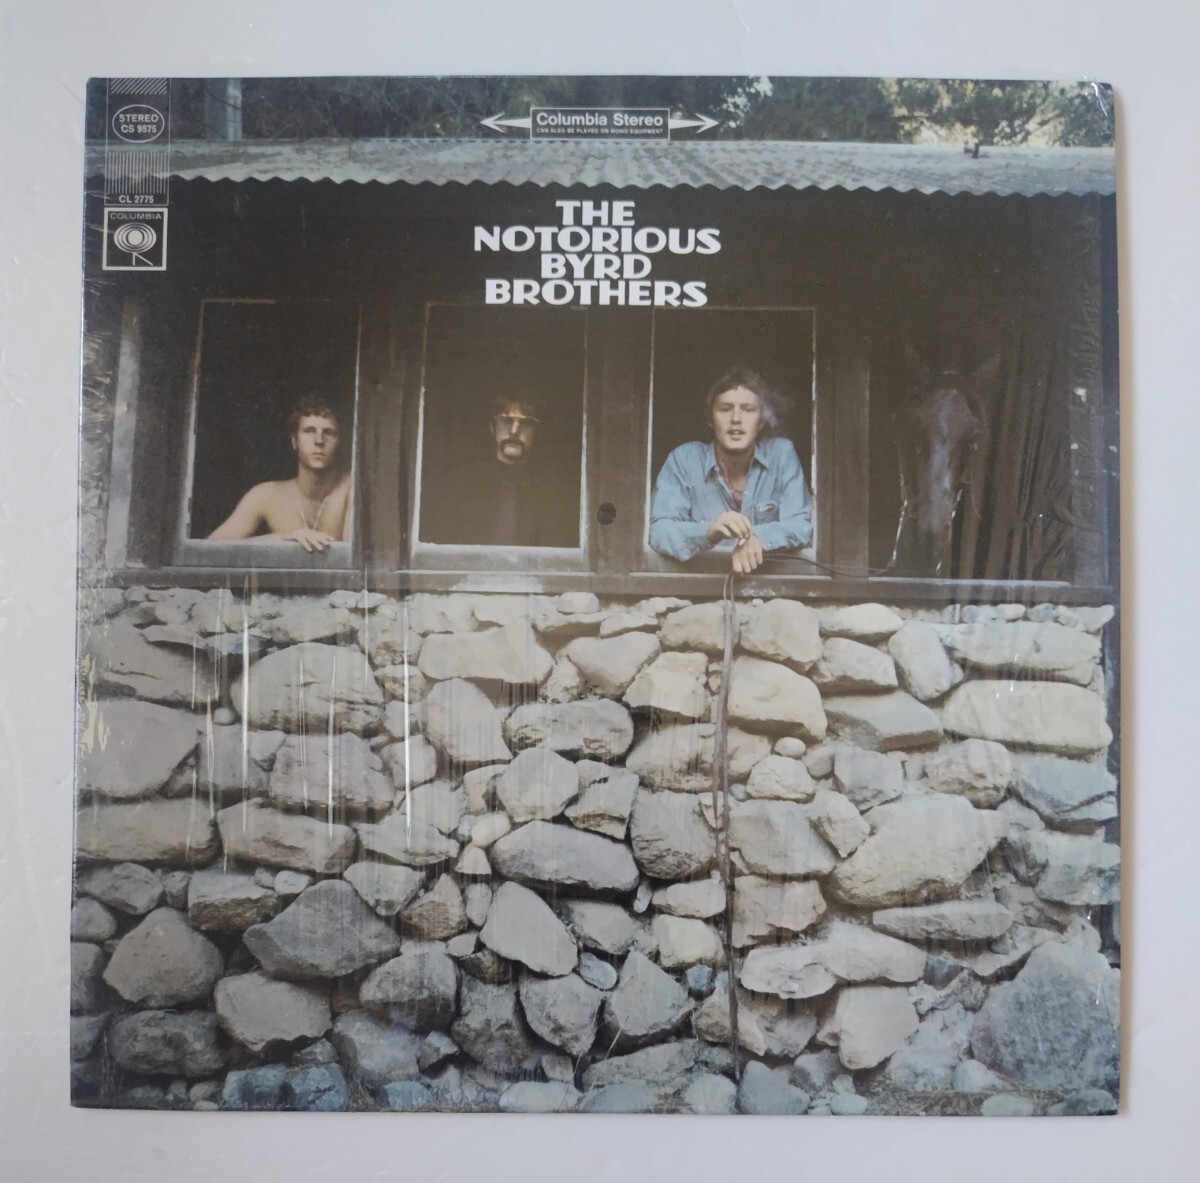 STEREO
CS 9575
CL 2775
COLUMBIA
Columbia Stereo
CAN ALSO BE PLAYED ON MONO EQUIPMENT
THE
NOTORIOUS
BYRD
BROTHERS